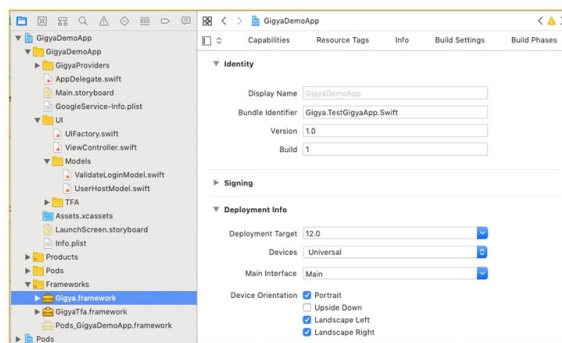 GigyaDemoApp
GigyaDemoApp
Capabilities Resource Tags Info Build Settings Build Phases
GigyaDemoApp
GigyaProviders
AppDelegate.swift
Main.storyboard
GoogleService-Info.plist
UI
UIFactory.swift
ViewController.swift
Models
ValidateLoginModel.swift
UserHostModel.swift
TFA
Assets.xcassets
LaunchScreen.storyboard
Info.plist
Products
Pods
Frameworks
Gigya.framework
GigyaTfa.framework
Pods_GigyaDemoApp.framework
Pods
Identity
Display Name GigyaDemoApp
Bundle Identifier Gigya.TestGigyaApp.Swift
Version 1.0
Build 1
Signing
Deployment Info
Deployment Target 12.0
Devices Universal
Main Interface Main
Device Orientation Portrait
Upside Down
Landscape Left
Landscape Right